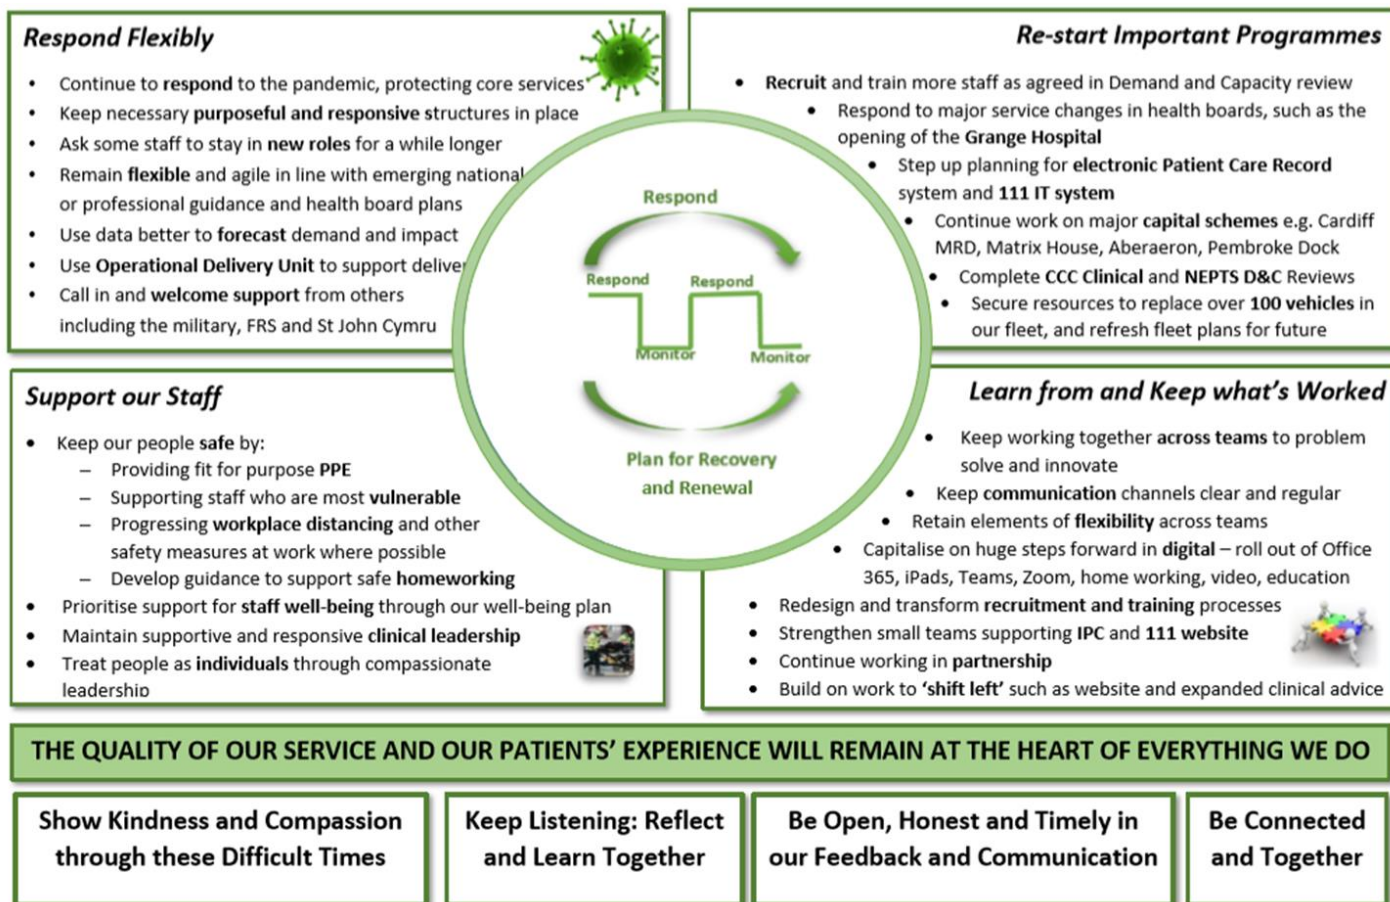 Respond Flexibly
• Continue to respond to the pandemic, protecting core services
• Keep necessary purposeful and responsive structures in place
• Ask some staff to stay in new roles for a while longer
• Remain flexible and agile in line with emerging national
or professional guidance and health board plans
• Use data better to forecast demand and impact
• Use Operational Delivery Unit to support
• Call in and welcome support from others
including the military, FRS and St John Cymru
Re-start Important Programmes
• Recruit and train more staff as agreed in Demand and Capacity review
• Respond to major service changes in health boards, such as the
opening of the Grange Hospital
• Step up planning for electronic Patient Care Record
system and 111 IT system
• Continue work on major capital schemes e.g. Cardiff
MRD, Matrix House, Aberaeron, Pembroke Dock
• Complete CCC Clinical and NEPTS D&C Reviews
• Secure resources to replace over 100 vehicles in
our fleet, and refresh fleet plans for future
Respond
Respond Respond
Monitor Monitor
Plan for Recovery
and Renewal
Support our Staff
• Keep our people safe by:
– Providing fit for purpose PPE
– Supporting staff who are most vulnerable
– Progressing workplace distancing and other
safety measures at work where possible
– Develop guidance to support safe homeworking
• Prioritise support for staff well-being through our well-being plan
• Maintain supportive and responsive clinical leadership
• Treat people as individuals through compassionate
leadership
Learn from and Keep what's Worked
• Keep working together across teams to problem
solve and innovate
• Keep communication channels clear and regular
• Retain elements of flexibility across teams
• Capitalise on huge steps forward in digital – roll out of Office
365, iPads, Teams, Zoom, home working, video, education
• Redesign and transform recruitment and training processes
• Strengthen small teams supporting IPC and 111 website
• Continue working in partnership
• Build on work to 'shift left' such as website and expanded clinical advice
THE QUALITY OF OUR SERVICE AND OUR PATIENTS' EXPERIENCE WILL REMAIN AT THE HEART OF EVERYTHING WE DO
Show Kindness and Compassion
through these Difficult Times
Keep Listening: Reflect
and Learn Together
Be Open, Honest and Timely in
our Feedback and Communication
Be Connected
and Together